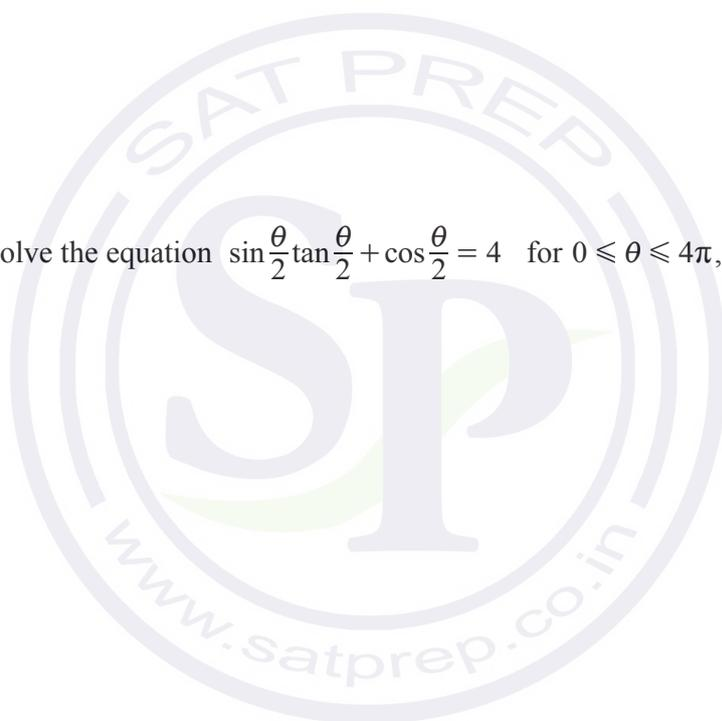 SAT PREP
olve the equation sin θ/2 tan θ/2 + cos θ/2 = 4 for 0 ⩽ θ ⩽ 4π,
SP
www.satprep.co.in